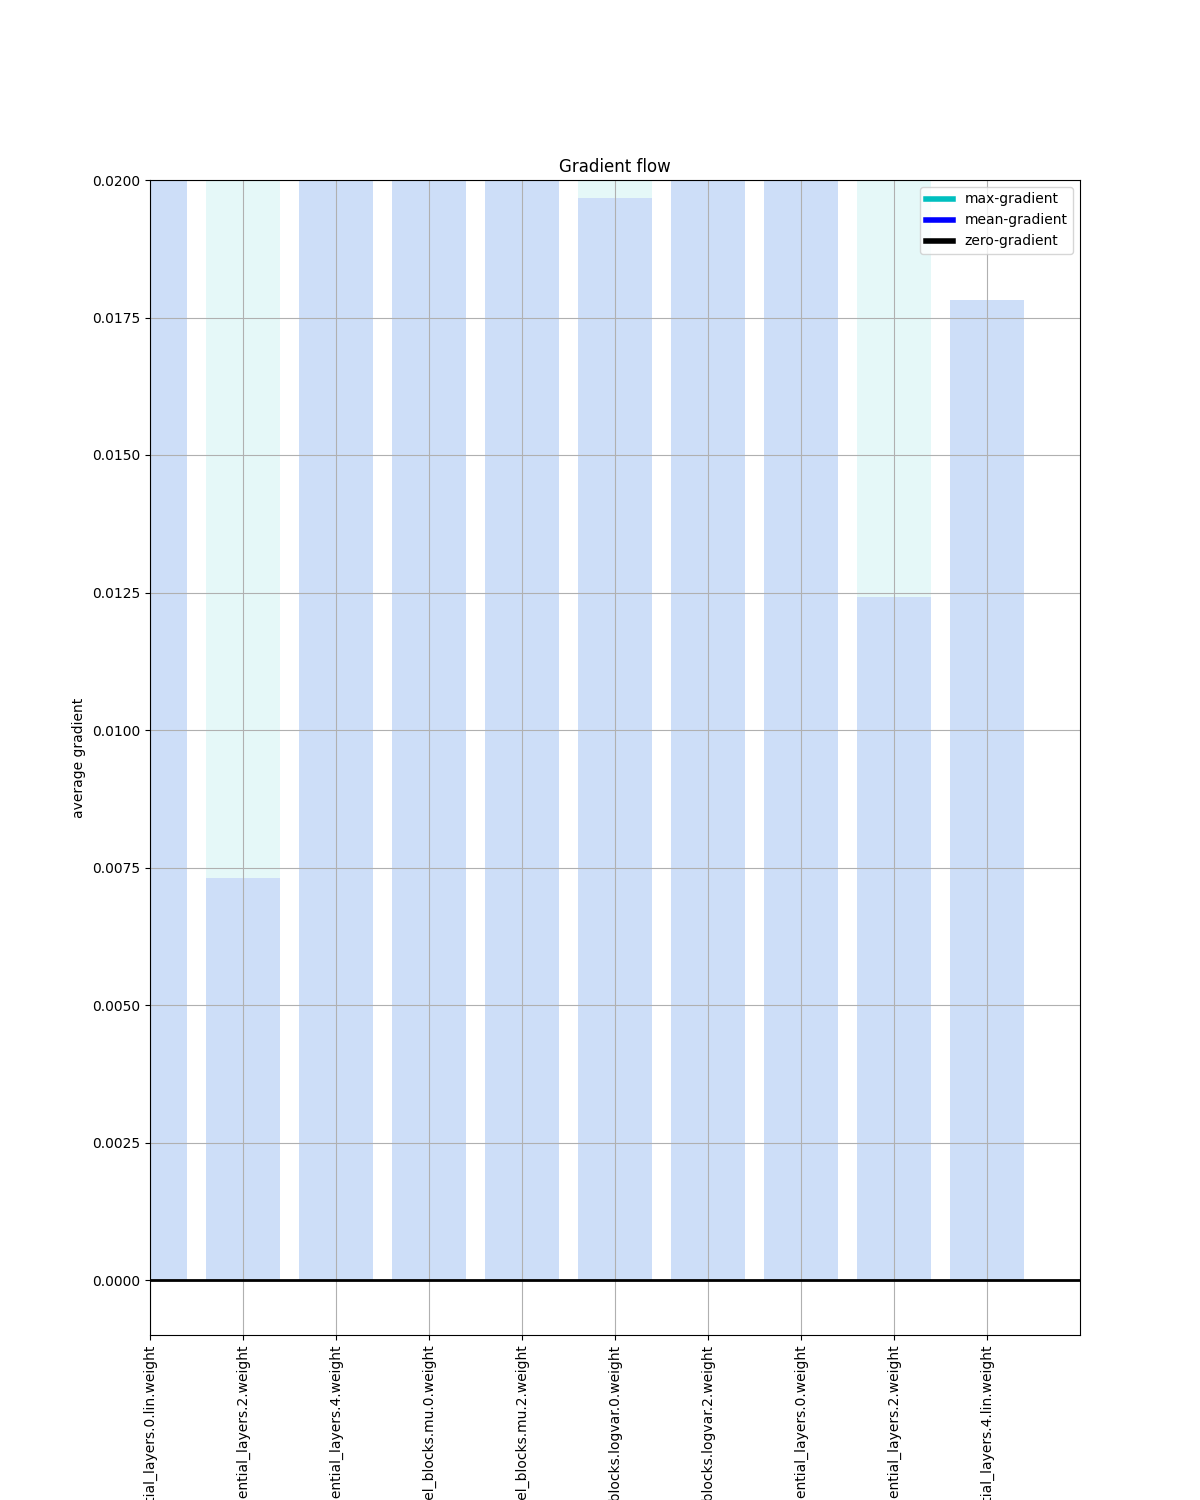 Gradient flow
max-gradient
mean-gradient
zero-gradient
0.0200
0.0175
0.0150
0.0125
0.0100
0.0075
0.0050
0.0025
0.0000
average gradient
tial_layers.0.lin.weight
ential_layers.2.weight
ential_layers.4.weight
el_blocks.mu.0.weight
el_blocks.mu.2.weight
blocks.logvar.0.weight
blocks.logvar.2.weight
ential_layers.0.weight
ential_layers.2.weight
tial_layers.4.lin.weight